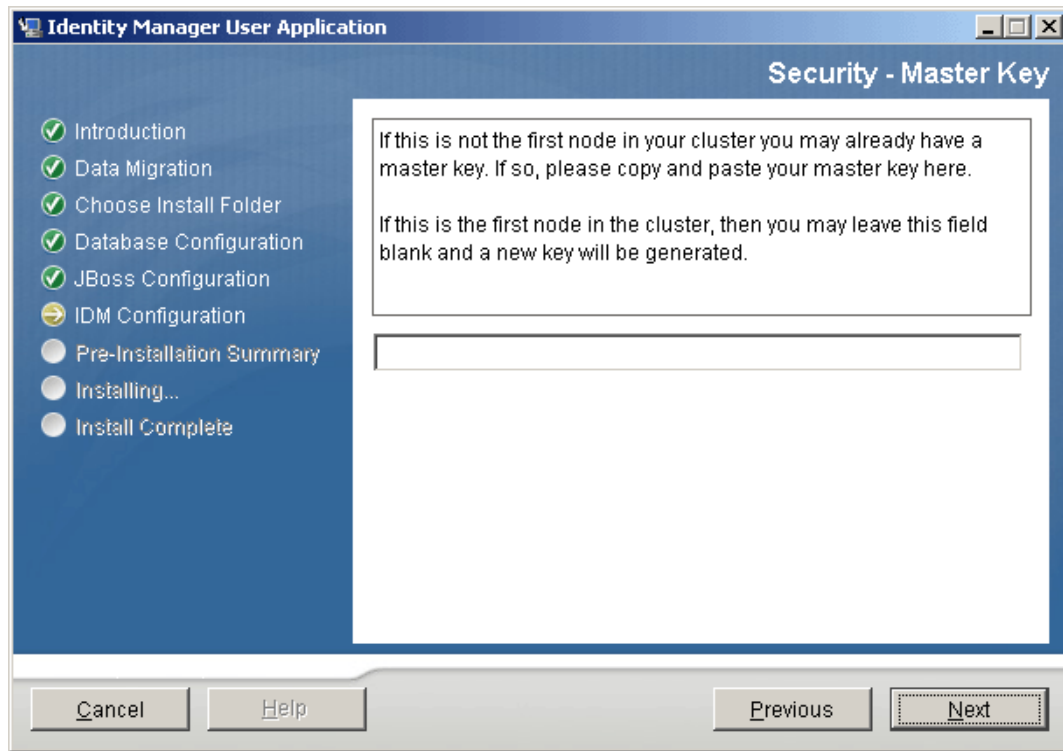 Identity Manager User Application
Security - Master Key
Introduction
Data Migration
Choose Install Folder
Database Configuration
JBoss Configuration
IDM Configuration
Pre-Installation Summary
Installing...
Install Complete
If this is not the first node in your cluster you may already have a
master key. If so, please copy and paste your master key here.
If this is the first node in the cluster, then you may leave this field
blank and a new key will be generated.
Cancel
Help
Previous
Next